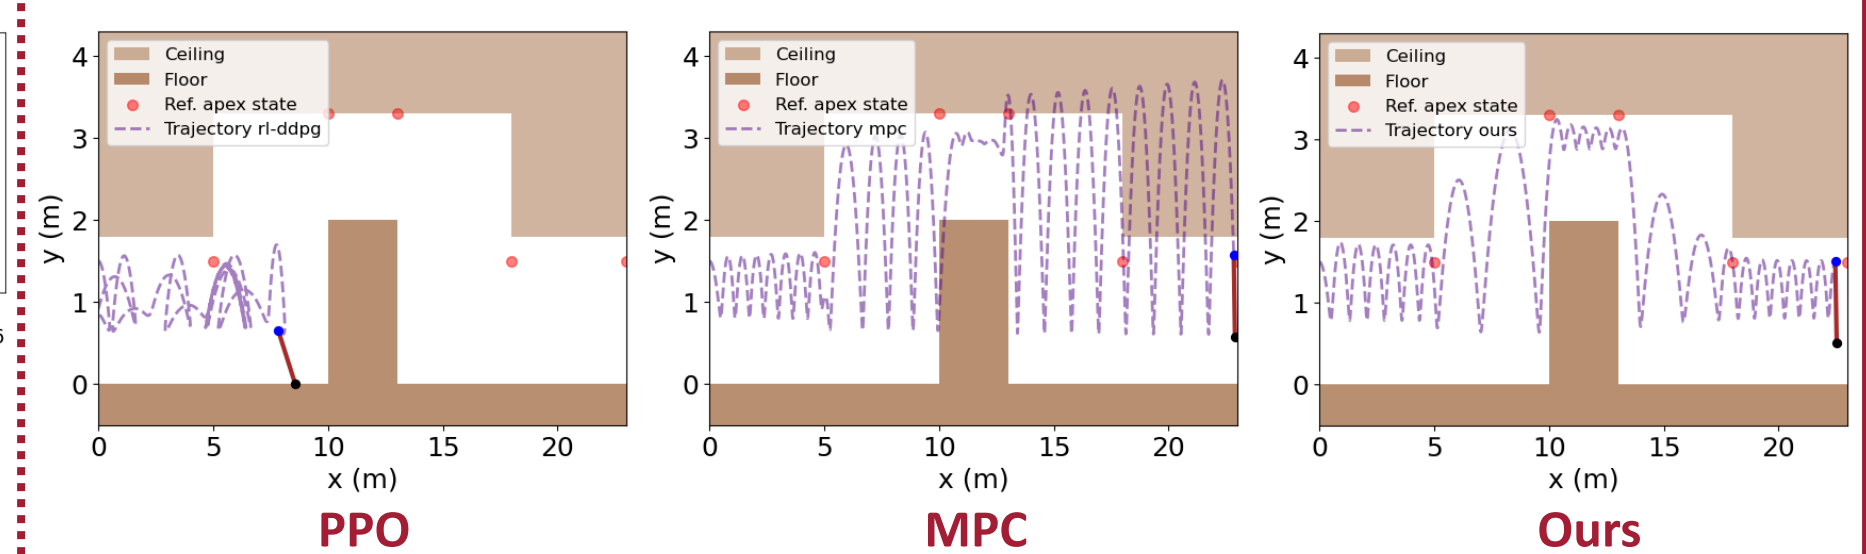 6
Ceiling
Floor
Ref. apex state
Trajectory rl-ddpg
y (m)
4
3
2
1
0
0 5 10 15 20
x (m)
PPO
Ceiling
Floor
Ref. apex state
Trajectory mpc
y (m)
4
3
2
1
0
0 5 10 15 20
x (m)
MPC
Ceiling
Floor
Ref. apex state
Trajectory ours
y (m)
4
3
2
1
0
0 5 10 15 20
x (m)
Ours